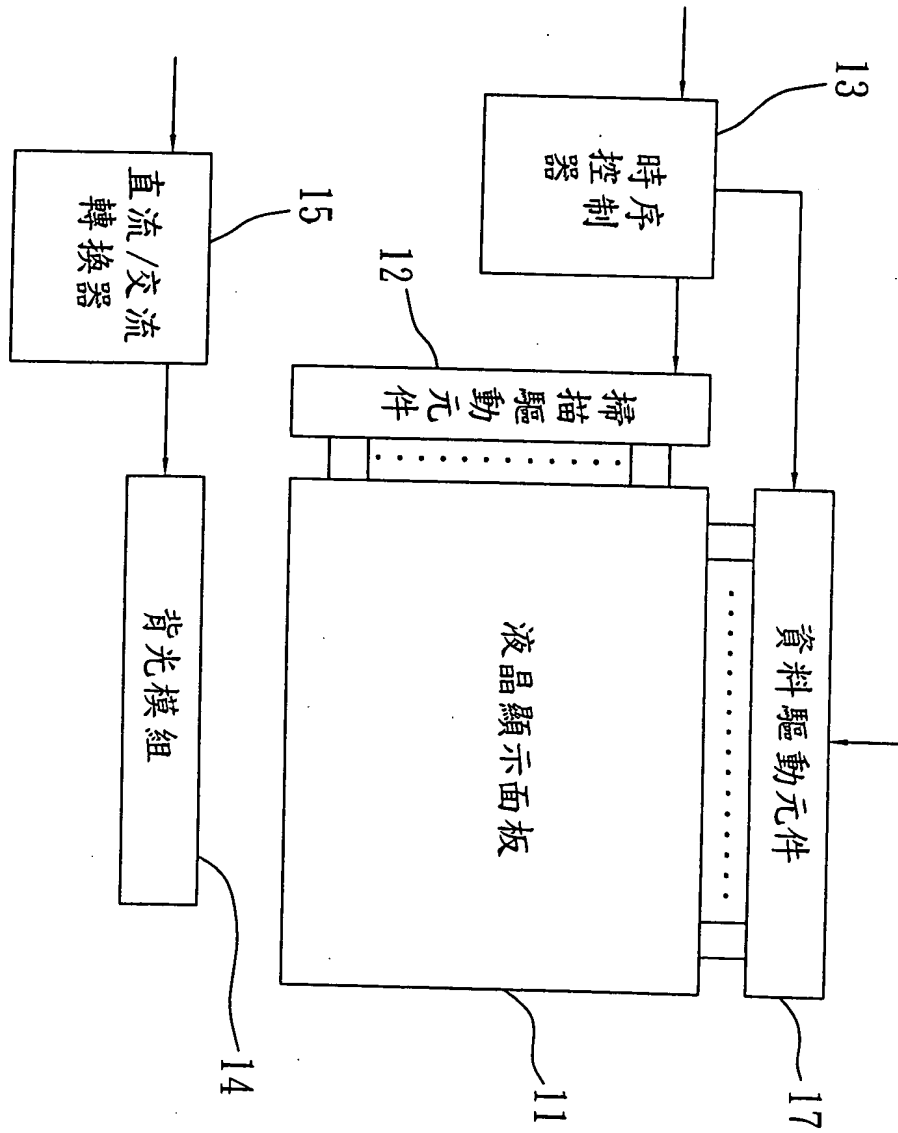 13
時序
控制
器
資料驅動元件
17
掃描驅動元件
12
液晶顯示面板
11
15
直流/交流
轉換器
背光模組
14